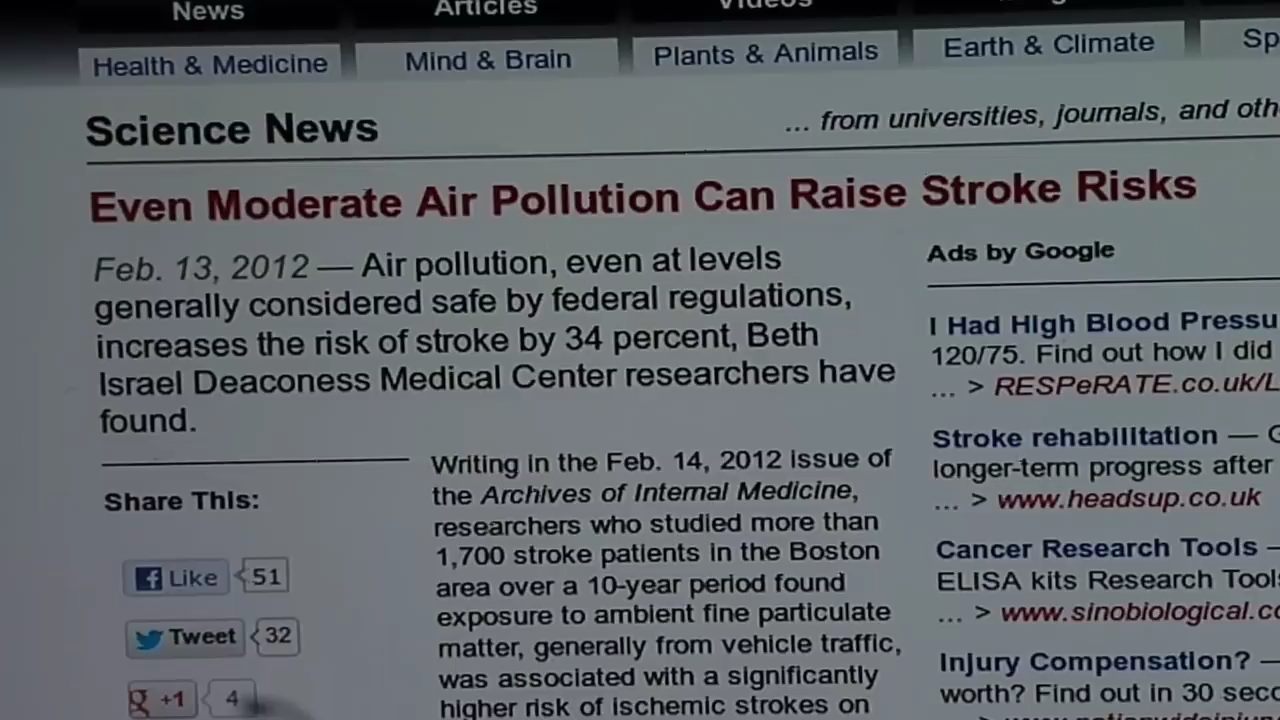 News Articles Videos
Health & Medicine Mind & Brain Plants & Animals Earth & Climate Sp
Science News ... from universities, journals, and oth
Even Moderate Air Pollution Can Raise Stroke Risks
Feb. 13, 2012 — Air pollution, even at levels
generally considered safe by federal regulations,
increases the risk of stroke by 34 percent, Beth
Israel Deaconess Medical Center researchers have
found.
Share This:
Like 51
Tweet 32
g +1 4
Writing in the Feb. 14, 2012 issue of
the Archives of Internal Medicine,
researchers who studied more than
1,700 stroke patients in the Boston
area over a 10-year period found
exposure to ambient fine particulate
matter, generally from vehicle traffic,
was associated with a significantly
higher risk of ischemic strokes on
Ads by Google
I Had High Blood Pressu
120/75. Find out how I did
... > RESPeRATE.co.uk/L
Stroke rehabilitation — G
longer-term progress after
... > www.headsup.co.uk
Cancer Research Tools –
ELISA kits Research Tools
... > www.sinobiological.co
Injury Compensation? —
worth? Find out in 30 seco